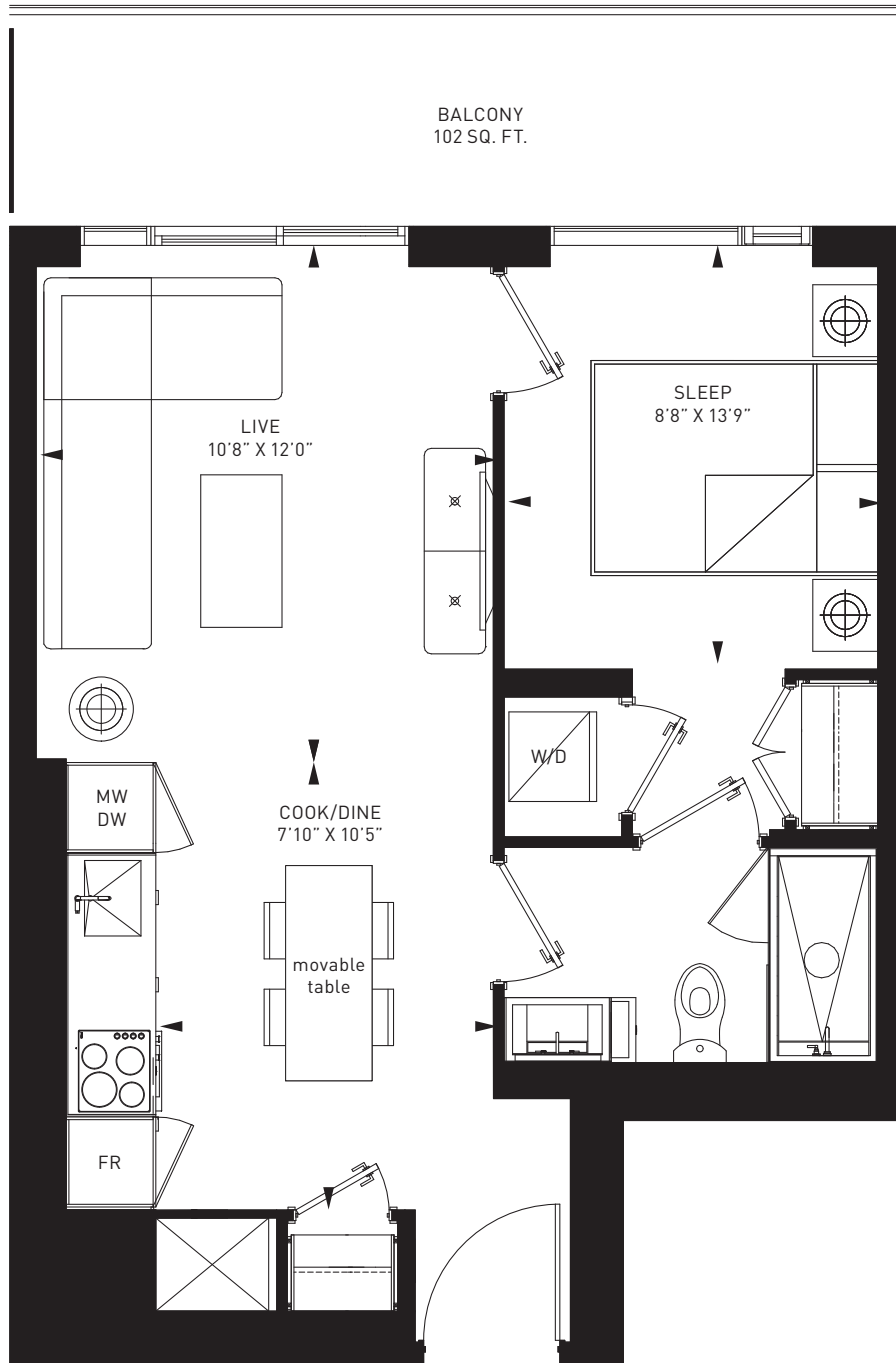 BALCONY
102 SQ. FT.
SLEEP
8'8” X 13'9”
LIVE
10'8” X 12'0”
W/D
MW
DW
COOK/DINE
7'10” X 10'5”
movable
table
FR